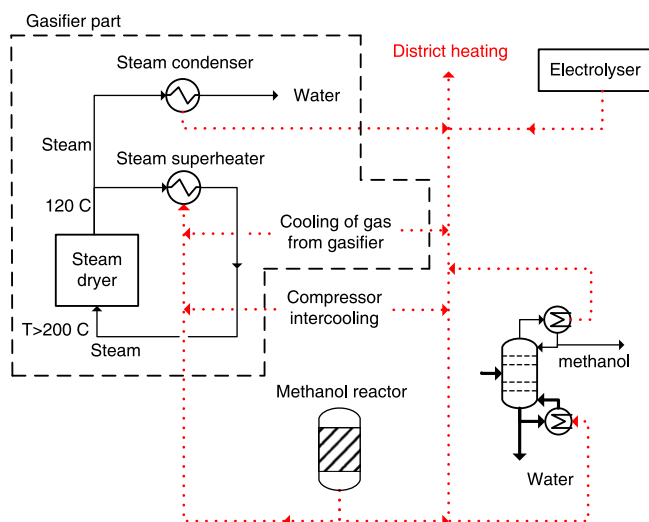 Gasifier part
Steam condenser
District heating
Electrolyser
Water
Steam
Steam superheater
120 C
Cooling of gas
from gasifier
Steam
dryer
Compressor
intercooling
T>200 C
Steam
methanol
Methanol reactor
Water